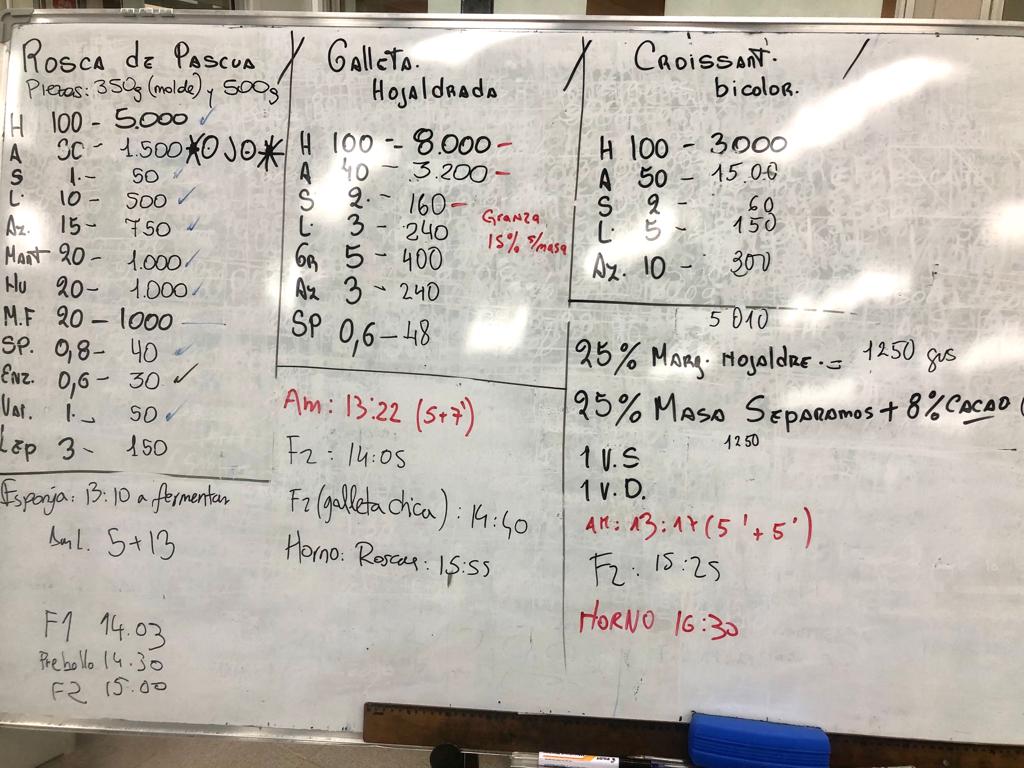 Rosca de Pascua /
Piezas: 350g (molde) y 500g
H 100 - 5.000
A 30 - 1.500 *OJO*
S 1.- 50
L. 10 - 500
Az. 15 - 750
Mant 20 - 1.000
Hu 20 - 1.000
M.F 20 - 1000
SP. 0,8 - 40
Enz. 0,6 - 30
Vai. 1.- 50
Lep 3 - 150
Esponja: 13:10 a fermentar
Aml. 5+13
F1 14.03
Prebollo 14.30
F2 15.00
Galleta. /
Hojaldrada
H 100 - 8.000 -
A 40 - 3.200 -
S 2. - 160 -
L. 3 - 240
Gr 5 - 400
Az 3 - 240
SP 0,6 - 48
Granza
15% s/masa
Am: 13:22 (5+7')
F2: 14:05
F2 (galleta chica): 14:40
Horno: Roscas: 15:55
Croissant. /
bicolor.
H 100 - 3.000
A 50 - 15.00
S 2 - 60
L. 5 - 150
Az. 10 - 300
5010
25% Marg. Hojaldre.= 1250 grs
25% Masa Separamos + 8% Cacao (
1250
1 V.S
1 V.D.
AM: 13:17 (5'+5')
F2: 15:25
HORNO 16:30